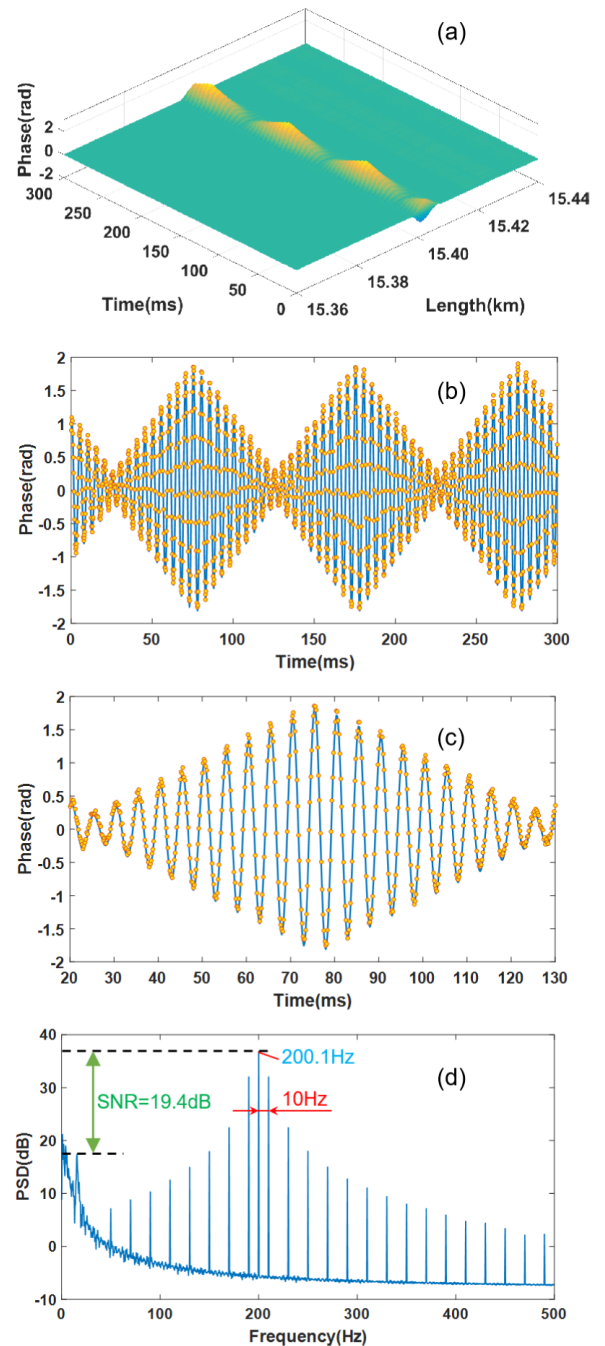 (a)
Phase(rad)
2
0
-2
300
250
200
150
100
50
0
Time(ms)
15.36
15.38
15.40
15.42
15.44
Length(km)
(b)
Phase(rad)
2
1.5
1
0.5
0
-0.5
-1
-1.5
-2
0 50 100 150 200 250 300
Time(ms)
(c)
Phase(rad)
2
1.5
1
0.5
0
-0.5
-1
-1.5
-2
20 30 40 50 60 70 80 90 100 110 120 130
Time(ms)
(d)
PSD(dB)
40
30
20
10
0
-10
200.1Hz
SNR=19.4dB
10Hz
0 100 200 300 400 500
Frequency(Hz)